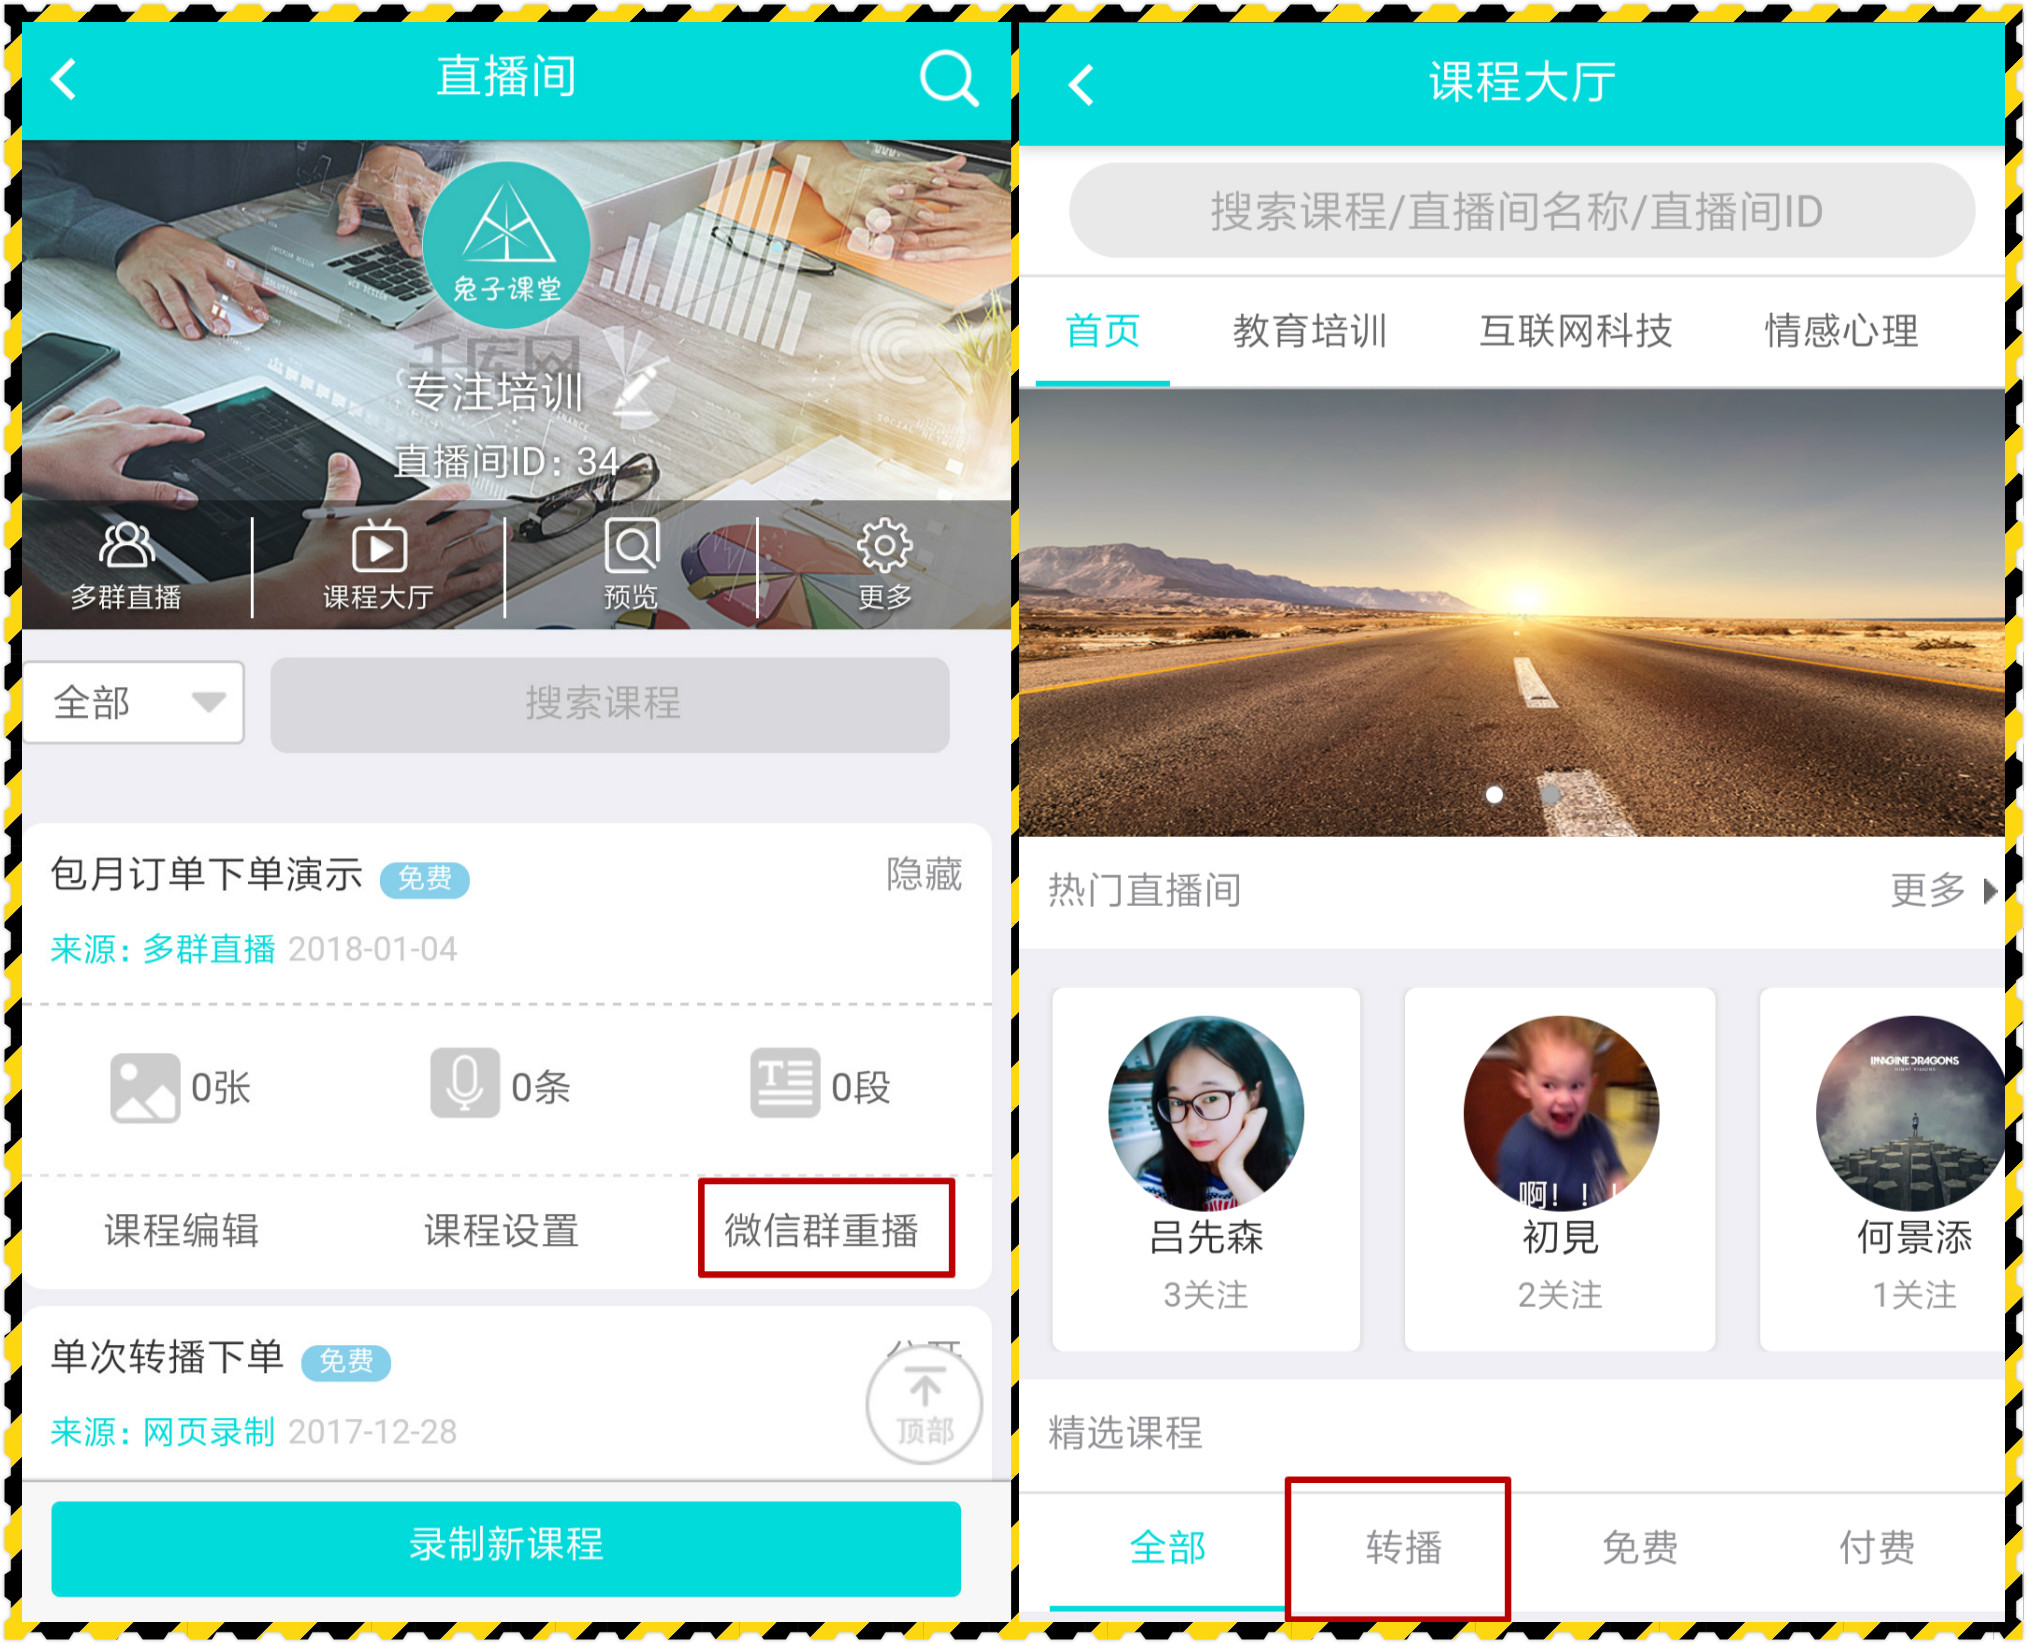 直播间
兔子课堂
千库网
专注培训
直播间ID：34
多群直播
课程大厅
预览
更多
全部
搜索课程
包月订单下单演示 免费 隐藏
来源：多群直播 2018-01-04
0张 0条 0段
课程编辑 课程设置 微信群重播
单次转播下单 免费 公开
来源：网页录制 2017-12-28
顶部
录制新课程
课程大厅
搜索课程/直播间名称/直播间ID
首页 教育培训 互联网科技 情感心理
热门直播间 更多
IMAGINE DRAGONS
NIGHT VISIONS
啊！！！
吕先森 初見 何景添
3关注 2关注 1关注
精选课程
全部 转播 免费 付费